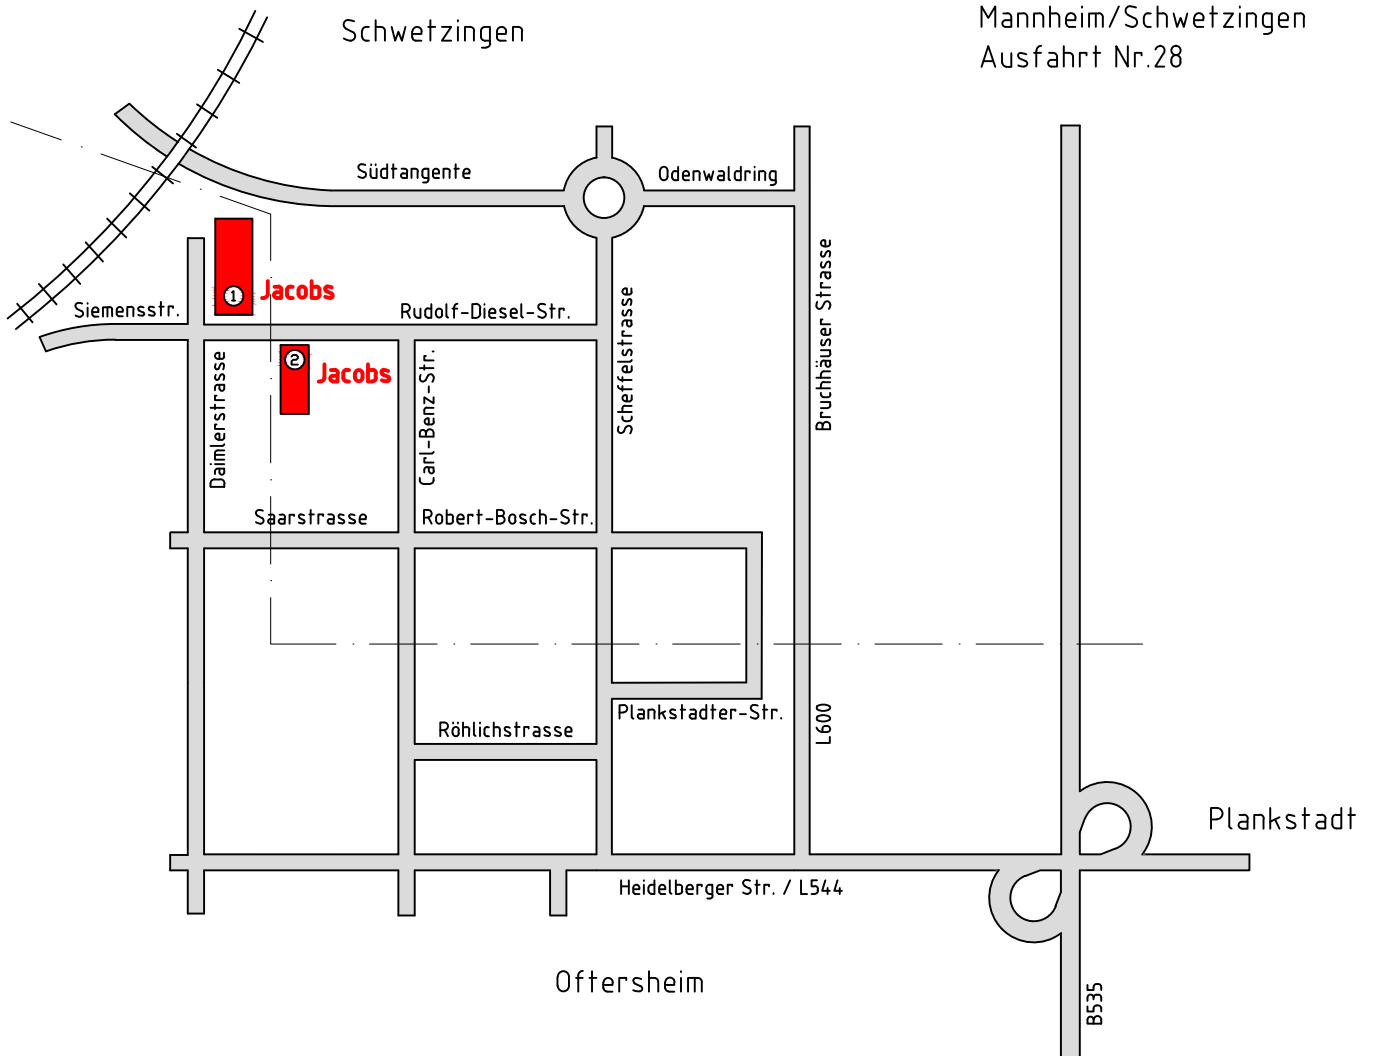 Mannheim/Schwetzingen
Ausfahrt Nr.28
Schwetzingen
Südtangente
Odenwaldring
Siemensstr.
1
Jacobs
Rudolf-Diesel-Str.
2
Jacobs
Daimlerstrasse
Carl-Benz-Str.
Scheffelstrasse
Bruchhäuser Strasse
Saarstrasse
Robert-Bosch-Str.
Plankstadter-Str.
L600
Röhlichstrasse
Plankstadt
Heidelberger Str. / L544
Oftersheim
B535